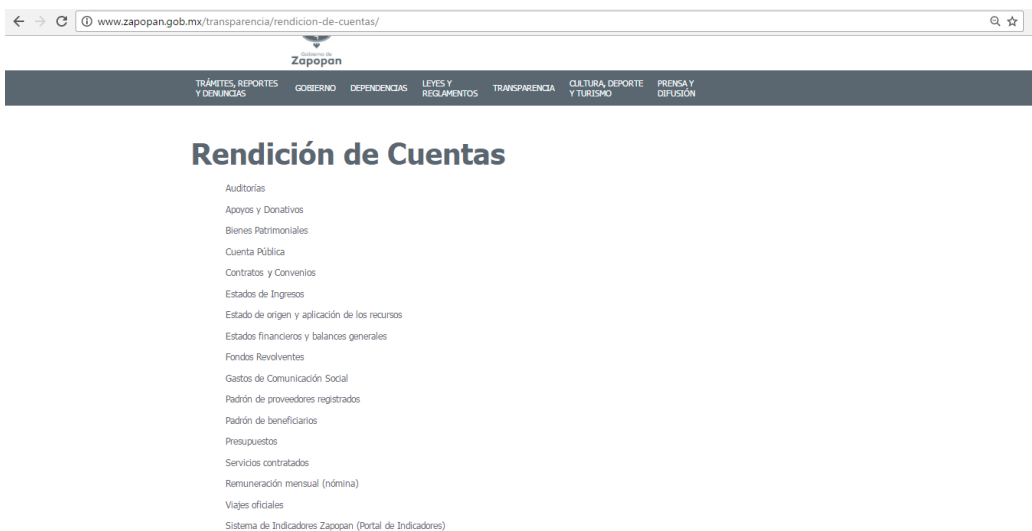 www.zapopan.gob.mx/transparencia/rendicion-de-cuentas/
Gobierno de
Zapopan
TRÁMITES, REPORTES
Y DENUNCIAS
GOBIERNO
DEPENDENCIAS
LEYES Y
REGLAMENTOS
TRANSPARENCIA
CULTURA, DEPORTE
Y TURISMO
PRENSA Y
DIFUSIÓN
Rendición de Cuentas
Auditorías
Apoyos y Donativos
Bienes Patrimoniales
Cuenta Pública
Contratos y Convenios
Estados de Ingresos
Estado de origen y aplicación de los recursos
Estados financieros y balances generales
Fondos Revolventes
Gastos de Comunicación Social
Padrón de proveedores registrados
Padrón de beneficiarios
Presupuestos
Servicios contratados
Remuneración mensual (nómina)
Viajes oficiales
Sistema de Indicadores Zapopan (Portal de Indicadores)